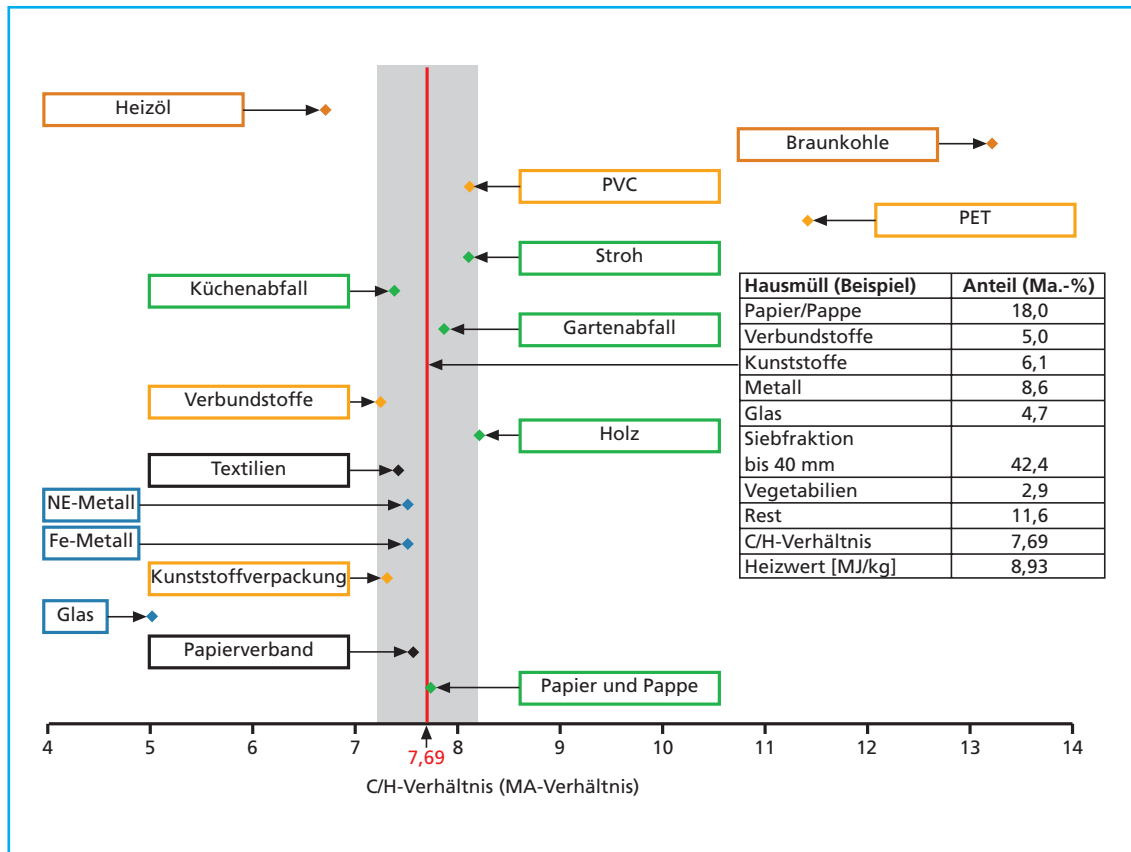 Heizöl
Braunkohle
PVC
PET
Stroh
Küchenabfall
Gartenabfall
Verbundstoffe
Holz
Textilien
NE-Metall
Fe-Metall
Kunststoffverpackung
Glas
Papierverband
Papier und Pappe
Hausmüll (Beispiel) Anteil (Ma.-%)
Papier/Pappe 18,0
Verbundstoffe 5,0
Kunststoffe 6,1
Metall 8,6
Glas 4,7
Siebfraktion
bis 40 mm 42,4
Vegetabilien 2,9
Rest 11,6
C/H-Verhältnis 7,69
Heizwert [MJ/kg] 8,93
4 5 6 7 8 9 10 11 12 13 14
7,69
C/H-Verhältnis (MA-Verhältnis)